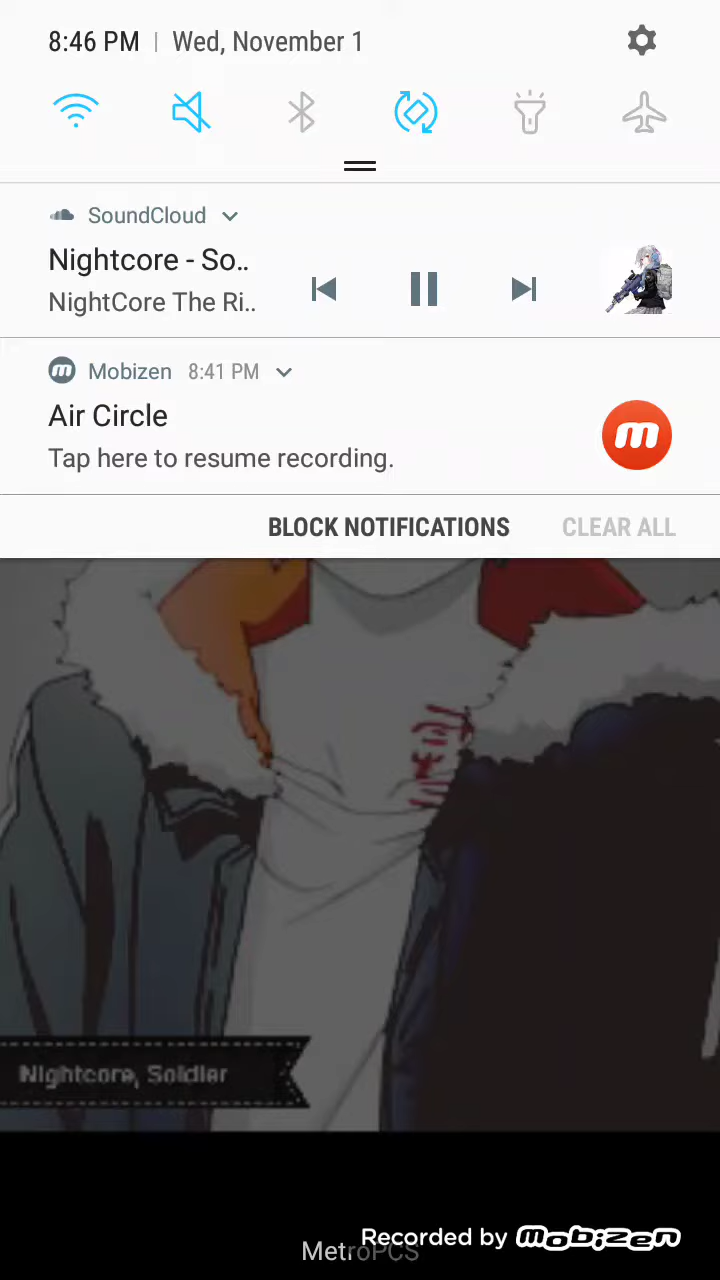 8:46 PM | Wed, November 1
SoundCloud
Nightcore - So..
NightCore The Ri..
Mobizen 8:41 PM
Air Circle
Tap here to resume recording.
m
BLOCK NOTIFICATIONS CLEAR ALL
Nightcore, Soldier
Recorded by mobizen
MetroPCS